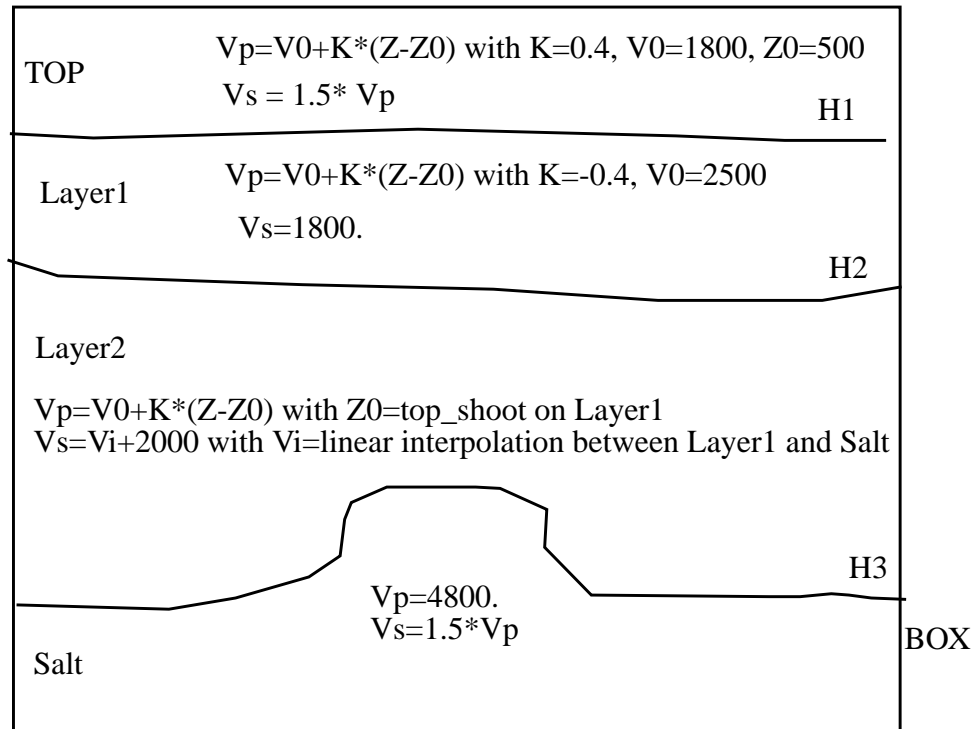 Vp=V0+K*(Z-Z0) with K=0.4, V0=1800, Z0=500
TOP
Vs = 1.5* Vp
H1
Vp=V0+K*(Z-Z0) with K=-0.4, V0=2500
Layer1
Vs=1800.
H2
Layer2
Vp=V0+K*(Z-Z0) with Z0=top_shoot on Layer1
Vs=Vi+2000 with Vi=linear interpolation between Layer1 and Salt
H3
Vp=4800.
Vs=1.5*Vp
BOX
Salt